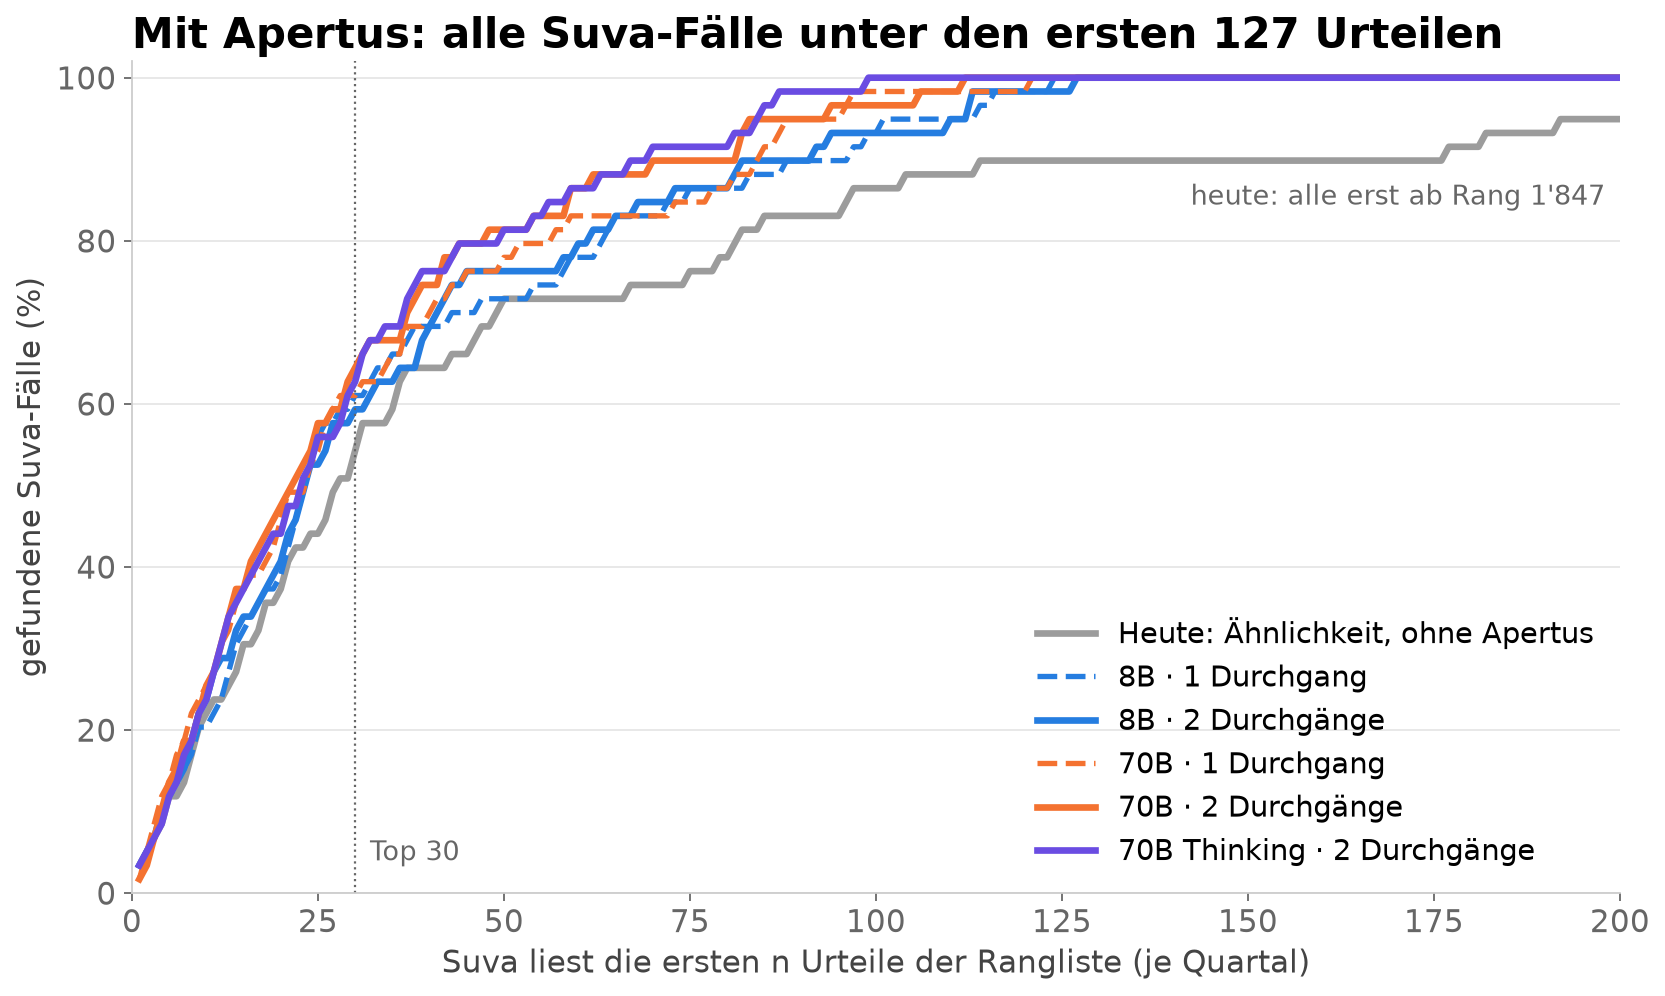 Mit Apertus: alle Suva-Fälle unter den ersten 127 Urteilen
gefundene Suva-Fälle (%)
100
80
60
40
20
0
heute: alle erst ab Rang 1'847
Top 30
Heute: Ähnlichkeit, ohne Apertus
8B · 1 Durchgang
8B · 2 Durchgänge
70B · 1 Durchgang
70B · 2 Durchgänge
70B Thinking · 2 Durchgänge
0 25 50 75 100 125 150 175 200
Suva liest die ersten n Urteile der Rangliste (je Quartal)